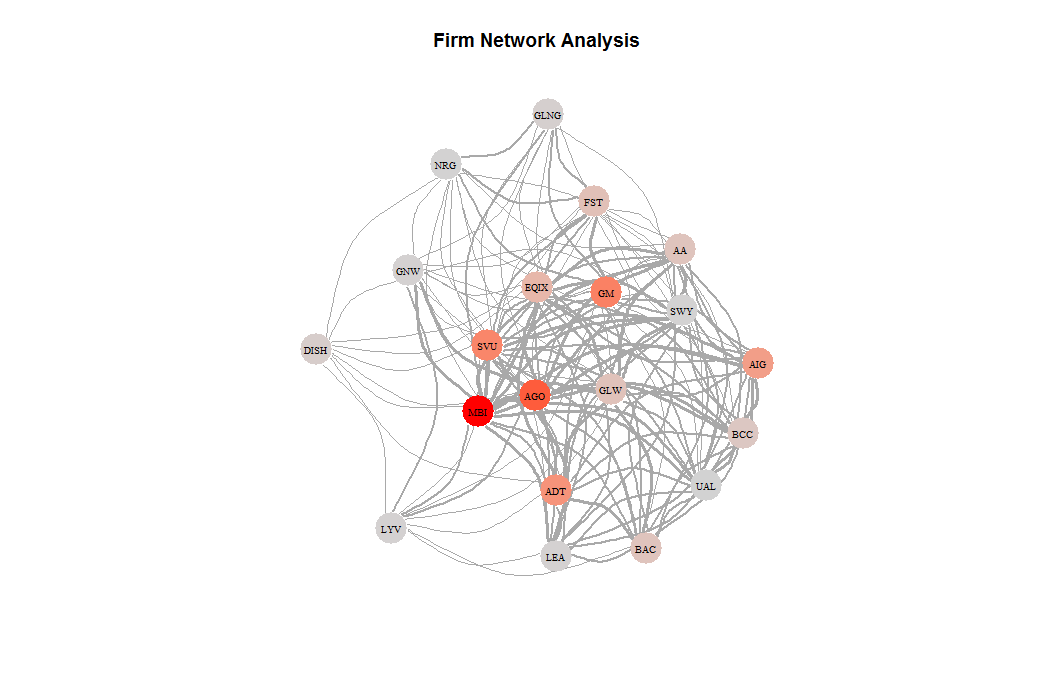 Firm Network Analysis
GLNG
NRG
FST
AA
GNW
EQIX
GM
SWY
DISH
SVU
AIG
AGO
GLW
MBI
BCC
UAL
ADT
LYV
LEA
BAC